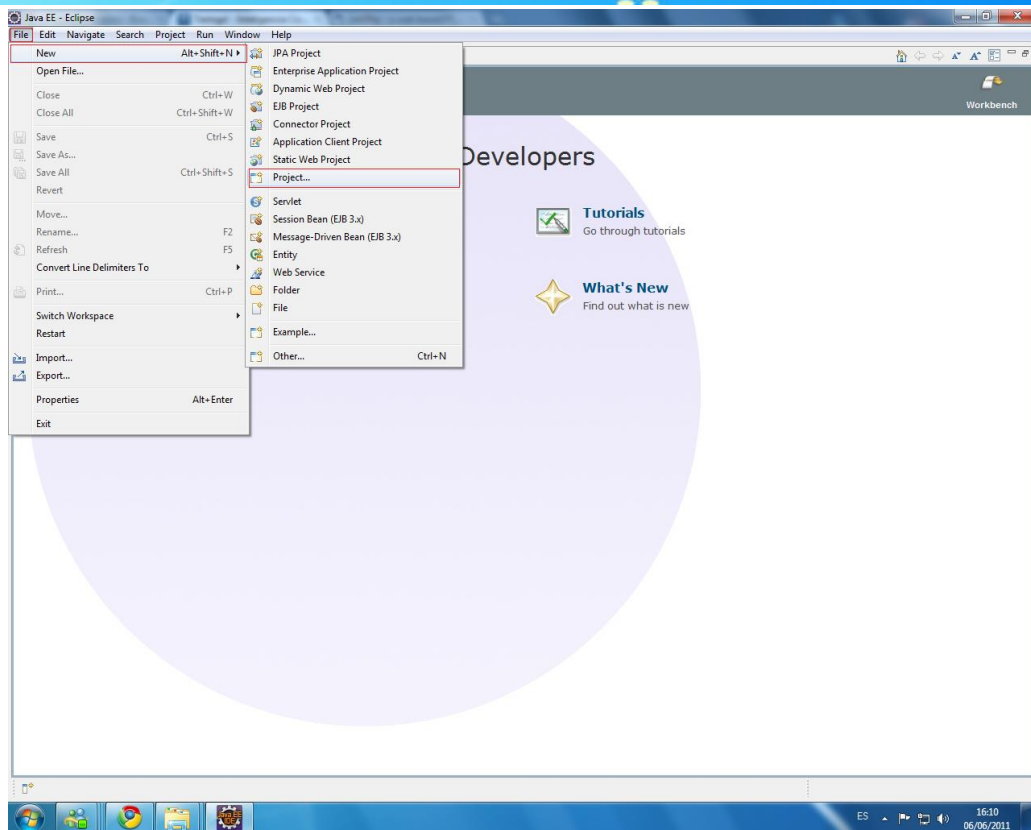 Java EE - Eclipse
File Edit Navigate Search Project Run Window Help
New Alt+Shift+N
Open File...
Close Ctrl+W
Close All Ctrl+Shift+W
Save Ctrl+S
Save As...
Save All Ctrl+Shift+S
Revert
Move...
Rename... F2
Refresh F5
Convert Line Delimiters To
Print... Ctrl+P
Switch Workspace
Restart
Import...
Export...
Properties Alt+Enter
Exit
JPA Project
Enterprise Application Project
Dynamic Web Project
EJB Project
Connector Project
Application Client Project
Static Web Project
Project...
Servlet
Session Bean (EJB 3.x)
Message-Driven Bean (EJB 3.x)
Entity
Web Service
Folder
File
Example...
Other... Ctrl+N
Workbench
Developers
Tutorials
Go through tutorials
What's New
Find out what is new
ES
16:10
06/06/2011